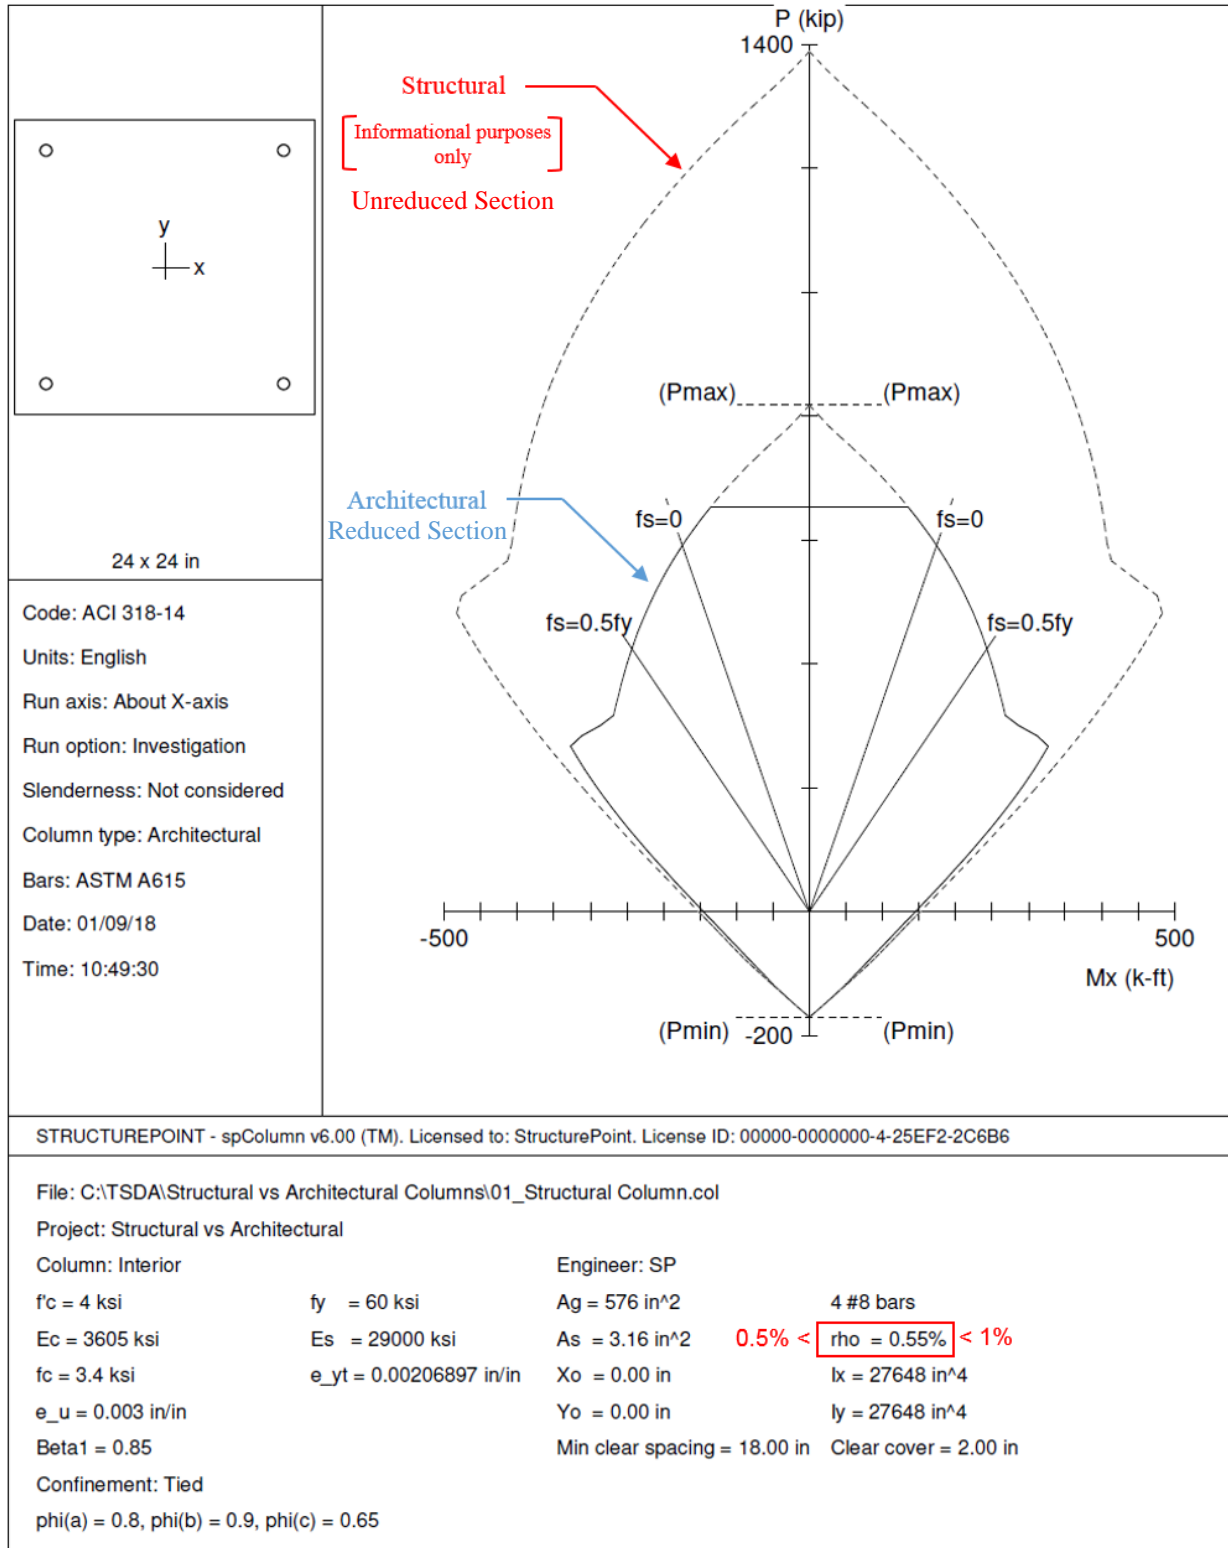 P (kip)
1400
Structural
Informational purposes
only
Unreduced Section
y
x
(Pmax)
(Pmax)
Architectural
Reduced Section
fs=0
fs=0
24 x 24 in
fs=0.5fy
fs=0.5fy
Code: ACI 318-14
Units: English
Run axis: About X-axis
Run option: Investigation
Slenderness: Not considered
Column type: Architectural
Bars: ASTM A615
Date: 01/09/18
Time: 10:49:30
-500
500
Mx (k-ft)
(Pmin)
-200
(Pmin)
STRUCTUREPOINT - spColumn v6.00 (TM). Licensed to: StructurePoint. License ID: 00000-0000000-4-25EF2-2C6B6
File: C:\TSDA\Structural vs Architectural Columns\01_Structural Column.col
Project: Structural vs Architectural
Column: Interior Engineer: SP
f'c = 4 ksi fy = 60 ksi Ag = 576 in^2 4 #8 bars
Ec = 3605 ksi Es = 29000 ksi As = 3.16 in^2 0.5% < rho = 0.55% < 1%
fc = 3.4 ksi e_yt = 0.00206897 in/in Xo = 0.00 in Ix = 27648 in^4
e_u = 0.003 in/in Yo = 0.00 in Iy = 27648 in^4
Beta1 = 0.85 Min clear spacing = 18.00 in Clear cover = 2.00 in
Confinement: Tied
phi(a) = 0.8, phi(b) = 0.9, phi(c) = 0.65